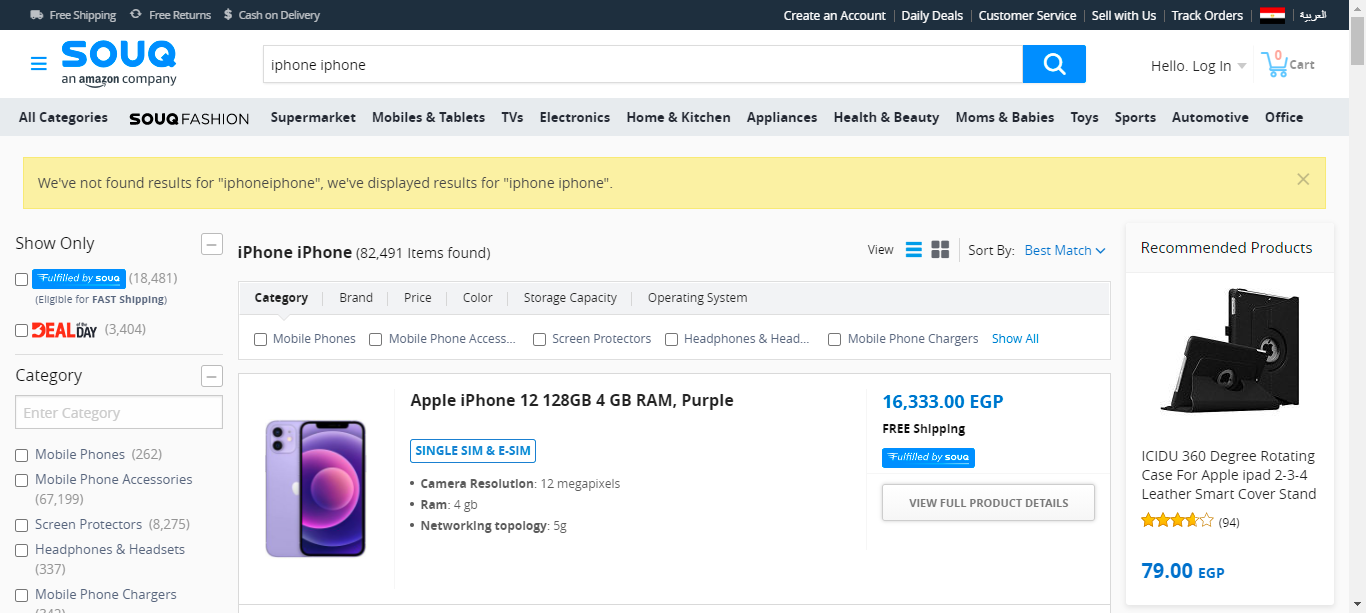 Free Shipping Free Returns $ Cash on Delivery Create an Account Daily Deals Customer Service Sell with Us Track Orders العربية
SOUQ
an amazon company
iphone iphone
Hello. Log In
0
Cart
All Categories SOUQ FASHION Supermarket Mobiles & Tablets TVs Electronics Home & Kitchen Appliances Health & Beauty Moms & Babies Toys Sports Automotive Office
We've not found results for "iphoneiphone", we've displayed results for "iphone iphone".
Show Only
Fulfilled by souq (18,481)
(Eligible for FAST Shipping)
DEAL of the DAY (3,404)
Category
Enter Category
Mobile Phones (262)
Mobile Phone Accessories
(67,199)
Screen Protectors (8,275)
Headphones & Headsets
(337)
Mobile Phone Chargers
(342)
iPhone iPhone (82,491 Items found)
View Sort By: Best Match
Category Brand Price Color Storage Capacity Operating System
Mobile Phones Mobile Phone Access... Screen Protectors Headphones & Head... Mobile Phone Chargers Show All
Apple iPhone 12 128GB 4 GB RAM, Purple
SINGLE SIM & E-SIM
• Camera Resolution: 12 megapixels
• Ram: 4 gb
• Networking topology: 5g
16,333.00 EGP
FREE Shipping
Fulfilled by souq
VIEW FULL PRODUCT DETAILS
Recommended Products
ICIDU 360 Degree Rotating
Case For Apple ipad 2-3-4
Leather Smart Cover Stand
(94)
79.00 EGP